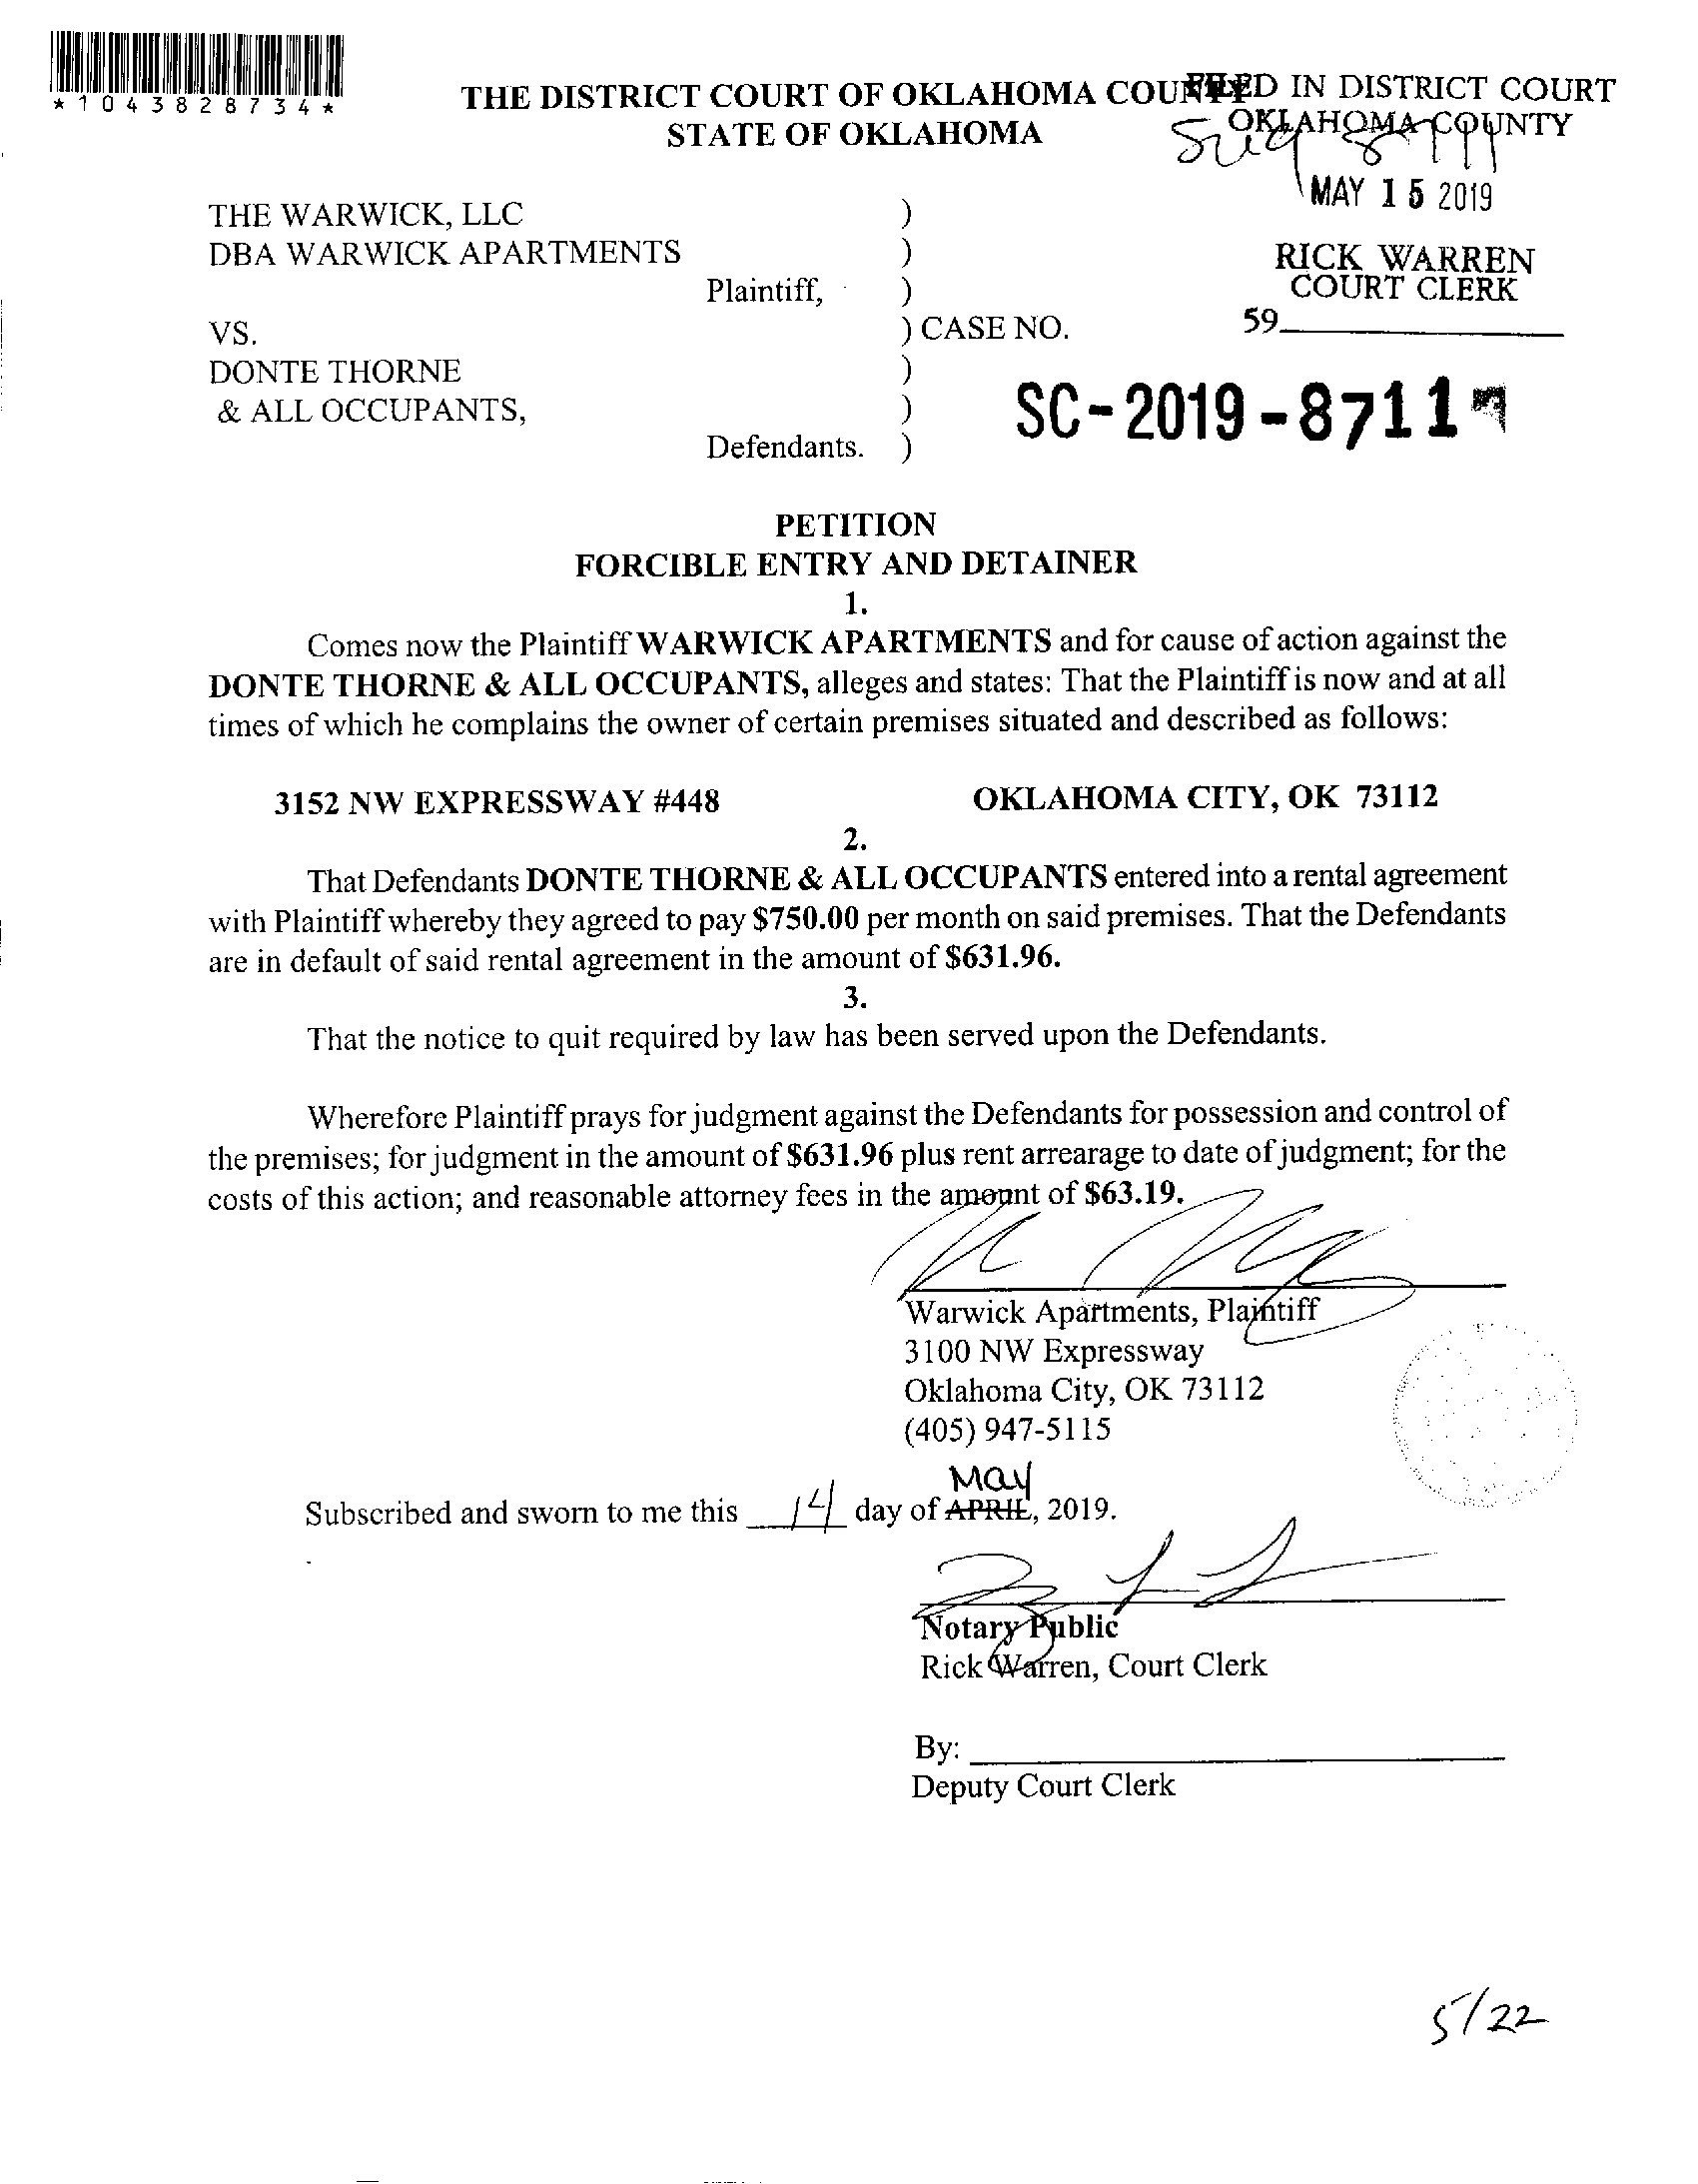 *1043828734*
THE DISTRICT COURT OF OKLAHOMA COUNTY
STATE OF OKLAHOMA
FILED IN DISTRICT COURT
OKLAHOMA COUNTY
MAY 15 2019
RICK WARREN
COURT CLERK
59
THE WARWICK, LLC )
DBA WARWICK APARTMENTS )
Plaintiff, )
VS. ) CASE NO.
DONTE THORNE )
& ALL OCCUPANTS, )
Defendants. )
SC-2019-8711
PETITION
FORCIBLE ENTRY AND DETAINER
1.
Comes now the Plaintiff WARWICK APARTMENTS and for cause of action against the
DONTE THORNE & ALL OCCUPANTS, alleges and states: That the Plaintiff is now and at all
times of which he complains the owner of certain premises situated and described as follows:
3152 NW EXPRESSWAY #448 OKLAHOMA CITY, OK 73112
2.
That Defendants DONTE THORNE & ALL OCCUPANTS entered into a rental agreement
with Plaintiff whereby they agreed to pay $750.00 per month on said premises. That the Defendants
are in default of said rental agreement in the amount of $631.96.
3.
That the notice to quit required by law has been served upon the Defendants.
Wherefore Plaintiff prays for judgment against the Defendants for possession and control of
the premises; for judgment in the amount of $631.96 plus rent arrearage to date of judgment; for the
costs of this action; and reasonable attorney fees in the amount of $63.19.
Warwick Apartments, Plaintiff
3100 NW Expressway
Oklahoma City, OK 73112
(405) 947-5115
May
Subscribed and sworn to me this 14 day of APRIL, 2019.
Notary Public
Rick Warren, Court Clerk
By:
Deputy Court Clerk
5/22